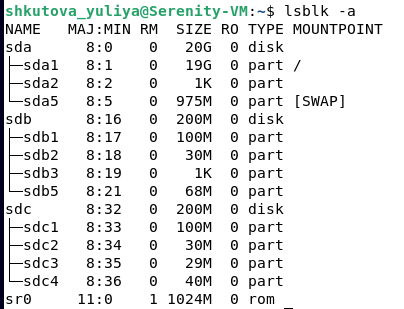 shkutova_yuliya@Serenity-VM:~$ lsblk -a
NAME   MAJ:MIN RM  SIZE RO TYPE MOUNTPOINT
sda      8:0    0   20G  0 disk
├─sda1   8:1    0   19G  0 part /
├─sda2   8:2    0    1K  0 part
└─sda5   8:5    0  975M  0 part [SWAP]
sdb      8:16   0  200M  0 disk
├─sdb1   8:17   0  100M  0 part
├─sdb2   8:18   0   30M  0 part
├─sdb3   8:19   0    1K  0 part
└─sdb5   8:21   0   68M  0 part
sdc      8:32   0  200M  0 disk
├─sdc1   8:33   0  100M  0 part
├─sdc2   8:34   0   30M  0 part
├─sdc3   8:35   0   29M  0 part
└─sdc4   8:36   0   40M  0 part
sr0     11:0    1 1024M  0 rom